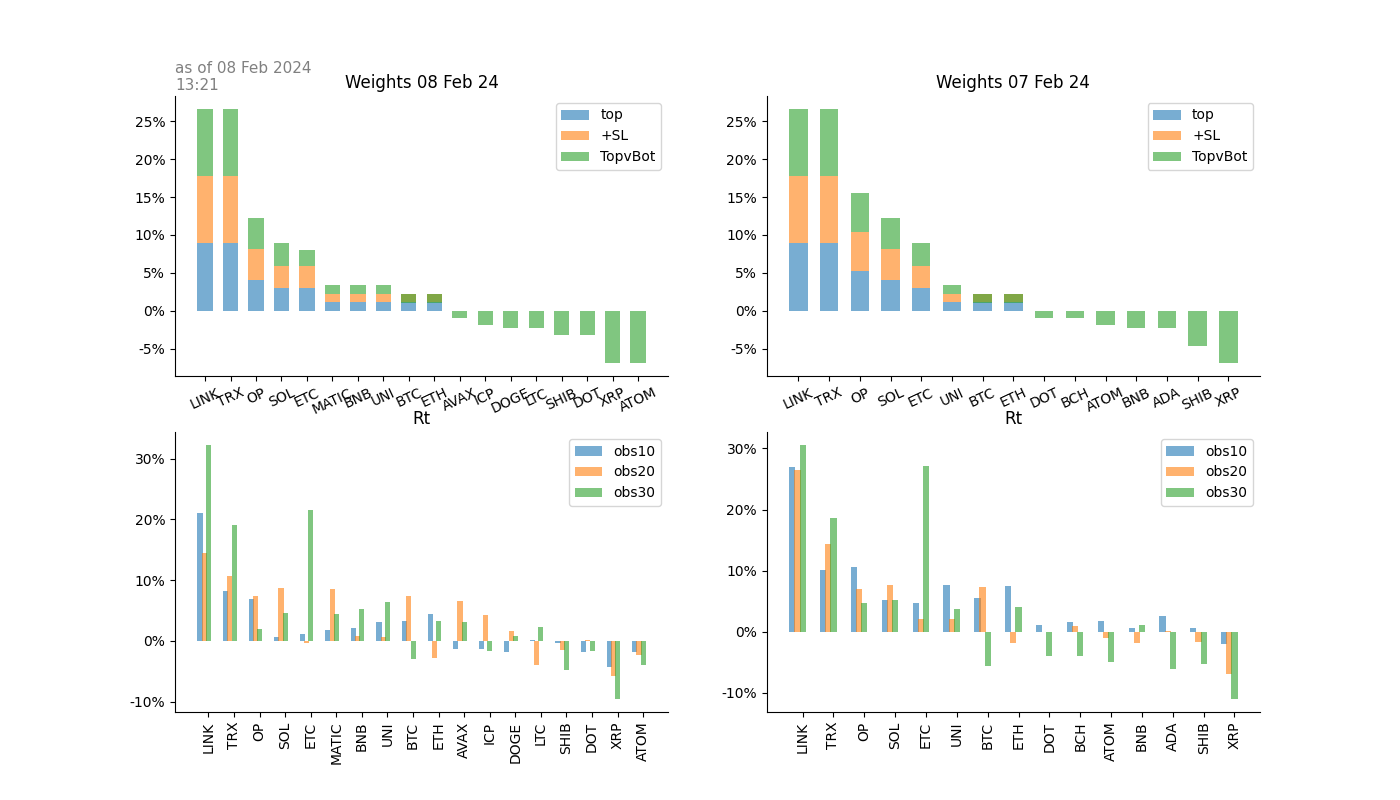 as of 08 Feb 2024
13:21
Weights 08 Feb 24
25%
20%
15%
10%
5%
0%
-5%
top
+SL
TopvBot
LINK TRX OP SOL ETC MATIC BNB UNI BTC ETH AVAX ICP DOGE LTC SHIB DOT XRP ATOM
Weights 07 Feb 24
25%
20%
15%
10%
5%
0%
-5%
top
+SL
TopvBot
LINK TRX OP SOL ETC UNI BTC ETH DOT BCH ATOM BNB ADA SHIB XRP
Rt
30%
20%
10%
0%
-10%
obs10
obs20
obs30
LINK TRX OP SOL ETC MATIC BNB UNI BTC ETH AVAX ICP DOGE LTC SHIB DOT XRP ATOM
Rt
30%
20%
10%
0%
-10%
obs10
obs20
obs30
LINK TRX OP SOL ETC UNI BTC ETH DOT BCH ATOM BNB ADA SHIB XRP